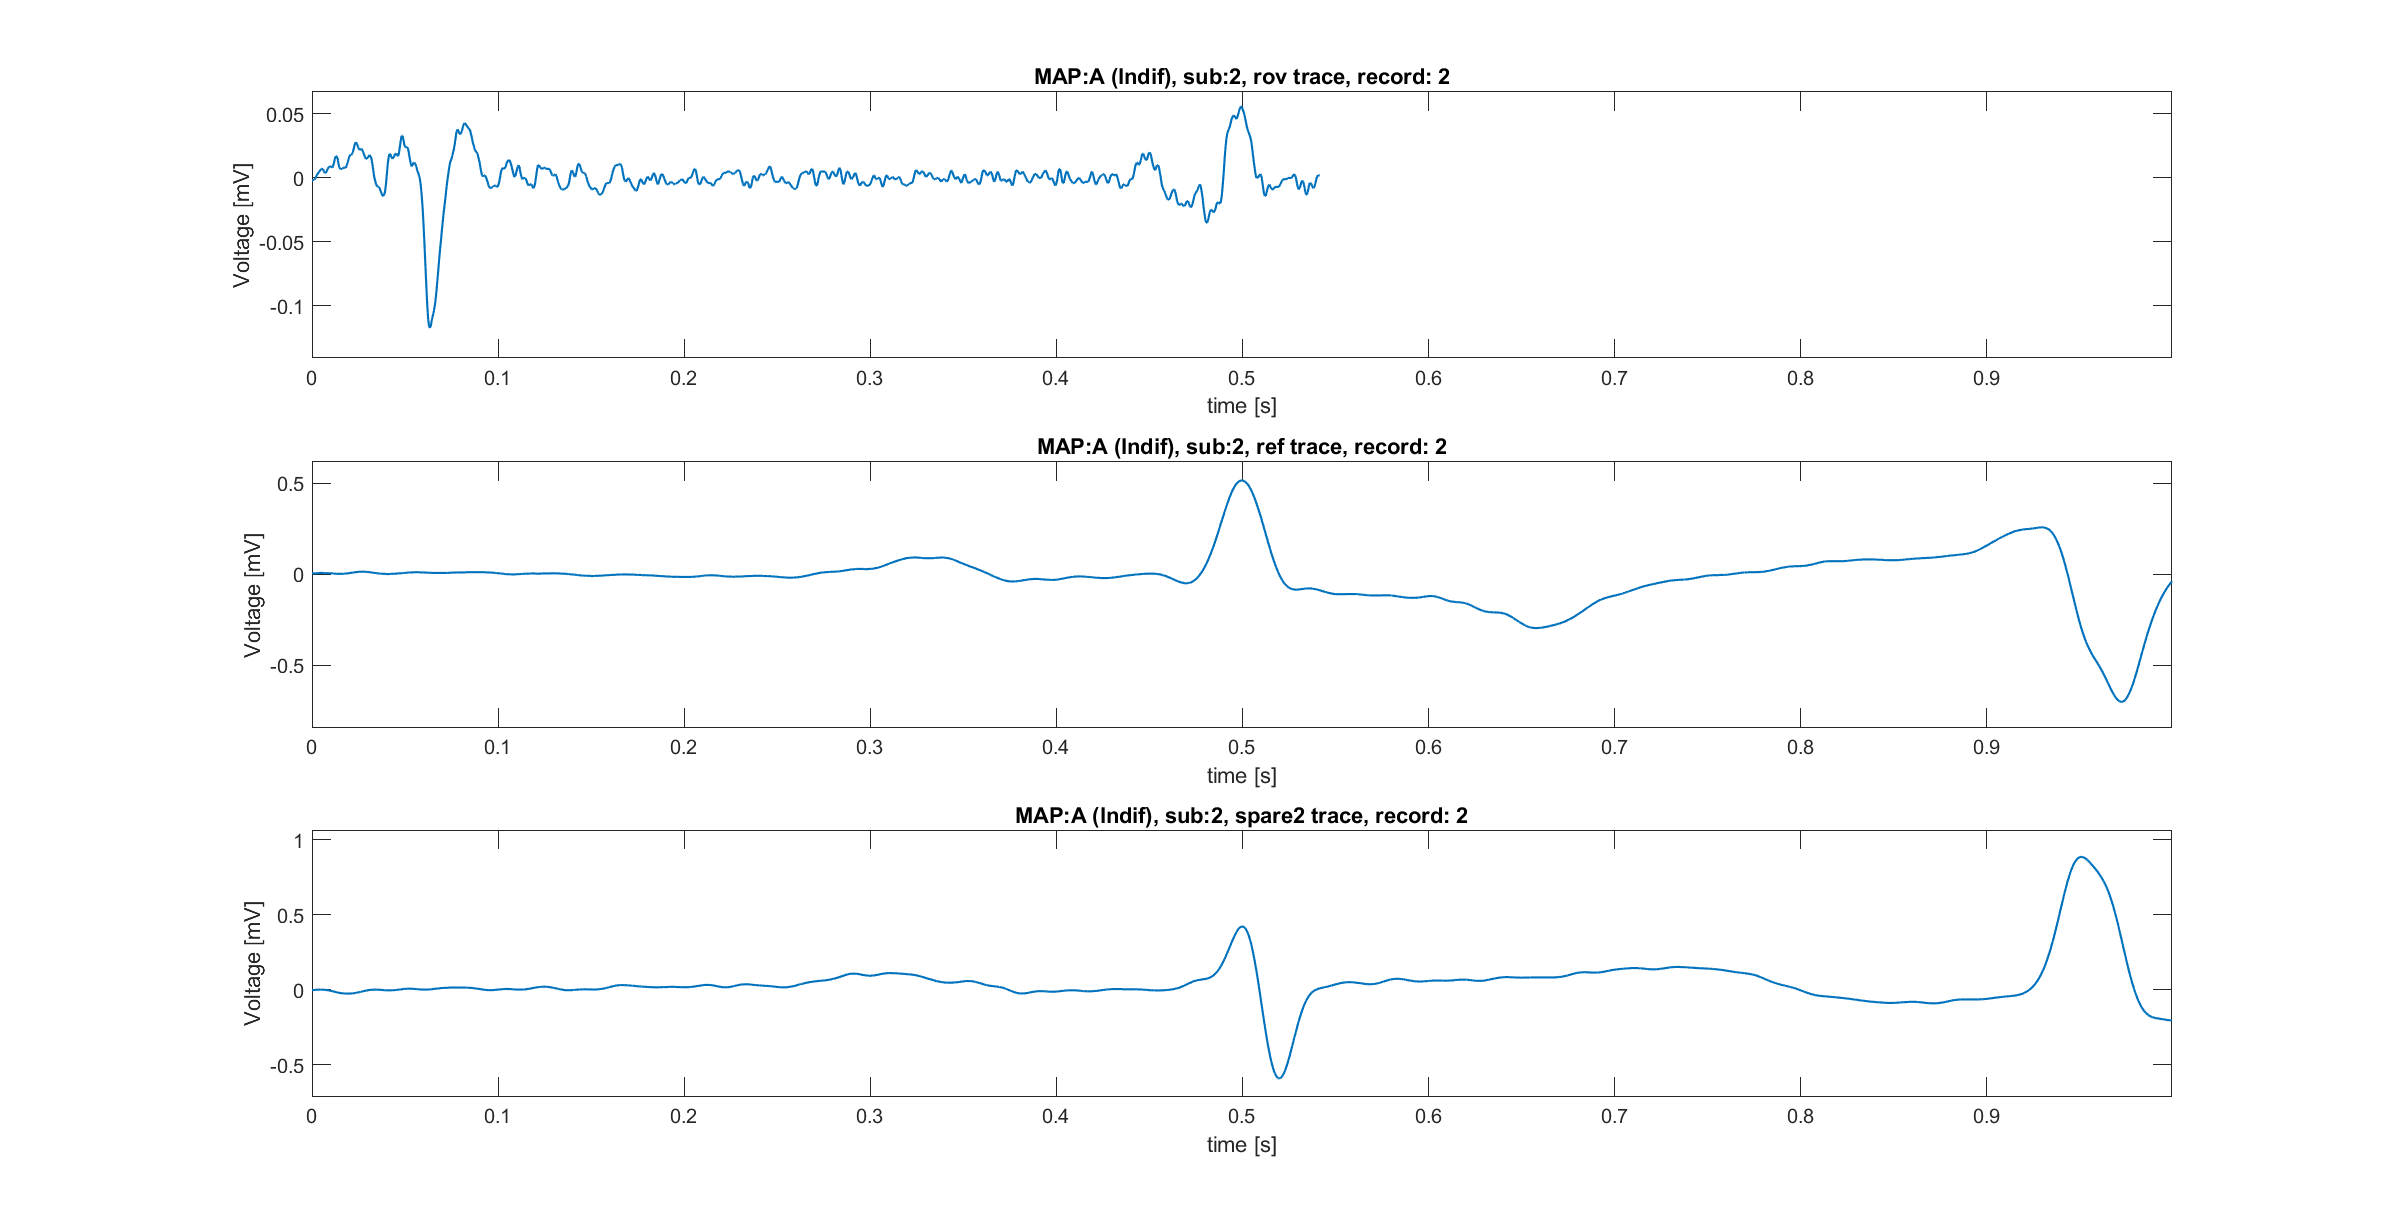 MAP:A (Indif), sub:2, rov trace, record: 2
0.05
0
-0.05
-0.1
Voltage [mV]
0 0.1 0.2 0.3 0.4 0.5 0.6 0.7 0.8 0.9
time [s]
MAP:A (Indif), sub:2, ref trace, record: 2
0.5
0
-0.5
Voltage [mV]
0 0.1 0.2 0.3 0.4 0.5 0.6 0.7 0.8 0.9
time [s]
MAP:A (Indif), sub:2, spare2 trace, record: 2
1
0.5
0
-0.5
Voltage [mV]
0 0.1 0.2 0.3 0.4 0.5 0.6 0.7 0.8 0.9
time [s]